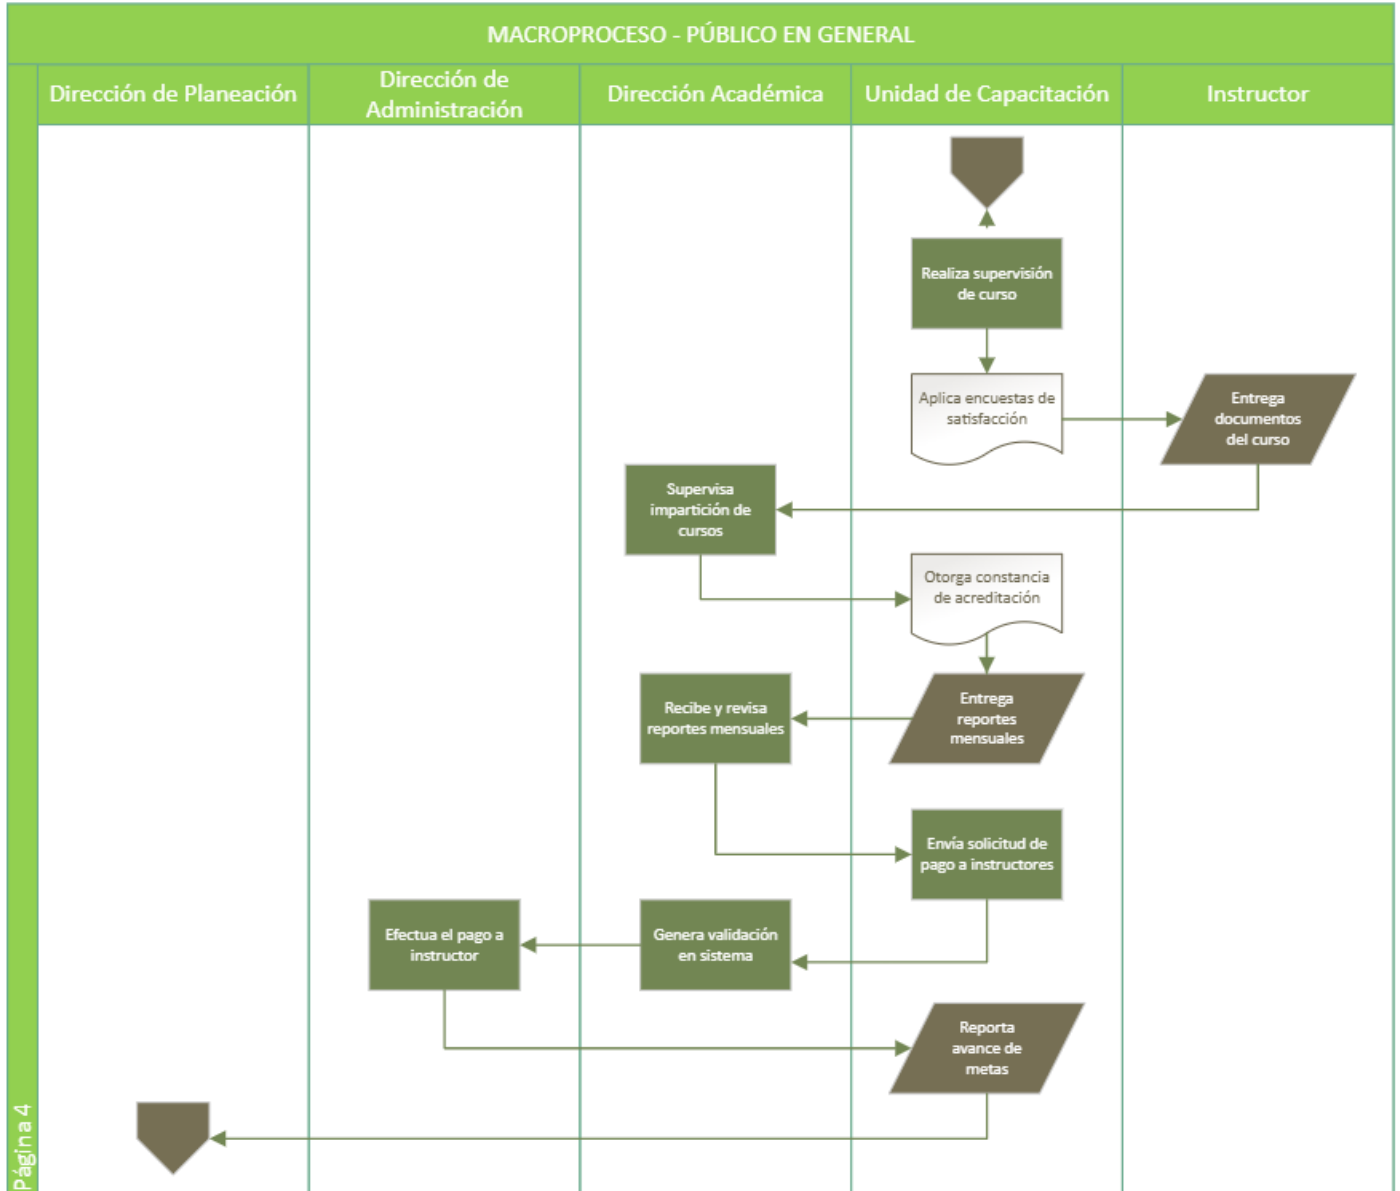 MACROPROCESO - PÚBLICO EN GENERAL
Dirección de Planeación
Dirección de
Administración
Dirección Académica
Unidad de Capacitación
Instructor
Realiza supervisión
de curso
Aplica encuestas de
satisfacción
Entrega
documentos
del curso
Supervisa
impartición de
cursos
Otorga constancia
de acreditación
Entrega
reportes
mensuales
Recibe y revisa
reportes mensuales
Envía solicitud de
pago a instructores
Genera validación
en sistema
Efectua el pago a
instructor
Reporta
avance de
metas
Página 4